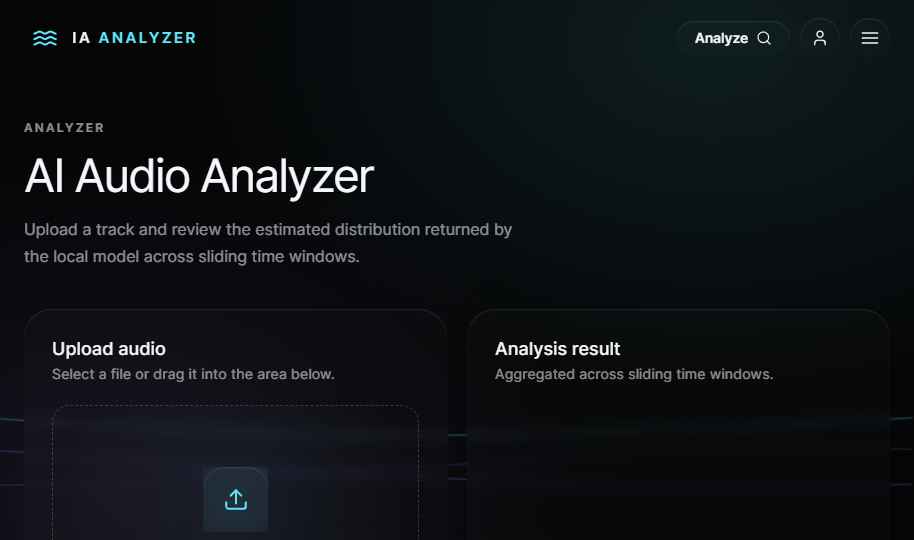 IA ANALYZER
Analyze
ANALYZER
AI Audio Analyzer
Upload a track and review the estimated distribution returned by
the local model across sliding time windows.
Upload audio
Select a file or drag it into the area below.
Analysis result
Aggregated across sliding time windows.